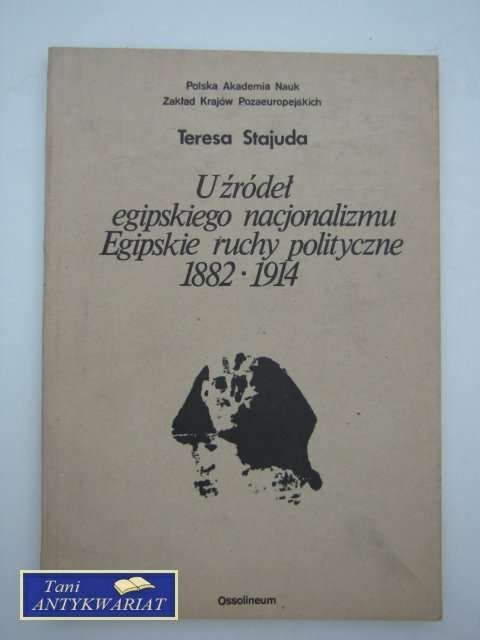 Polska Akademia Nauk
Zakład Krajów Pozaeuropejskich
Teresa Stajuda
U źródeł
egipskiego nacjonalizmu
Egipskie ruchy polityczne
1882 · 1914
Ossolineum
Tani
ANTYKWARIAT